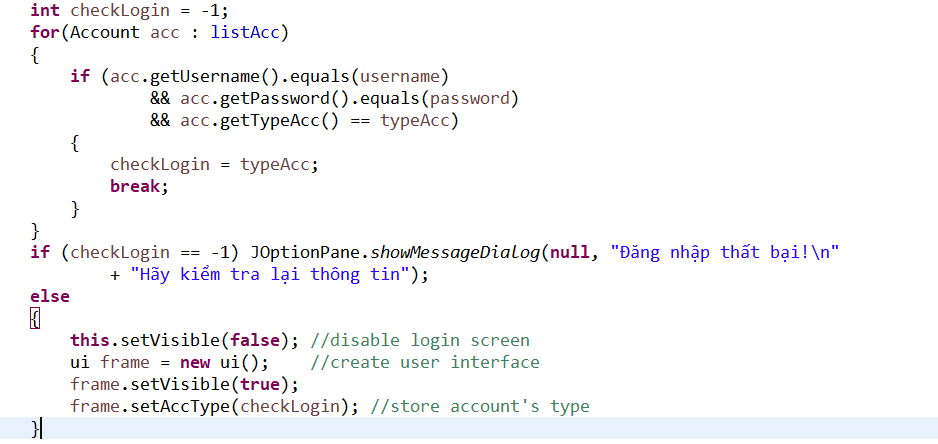 int checkLogin = -1;
for(Account acc : listAcc)
{
    if (acc.getUsername().equals(username)
            && acc.getPassword().equals(password)
            && acc.getTypeAcc() == typeAcc)
    {
        checkLogin = typeAcc;
        break;
    }
}
if (checkLogin == -1) JOptionPane.showMessageDialog(null, "Đăng nhập thất bại!\n"
        + "Hãy kiểm tra lại thông tin");
else
{
    this.setVisible(false); //disable login screen
    ui frame = new ui();    //create user interface
    frame.setVisible(true);
    frame.setAccType(checkLogin); //store account's type
}